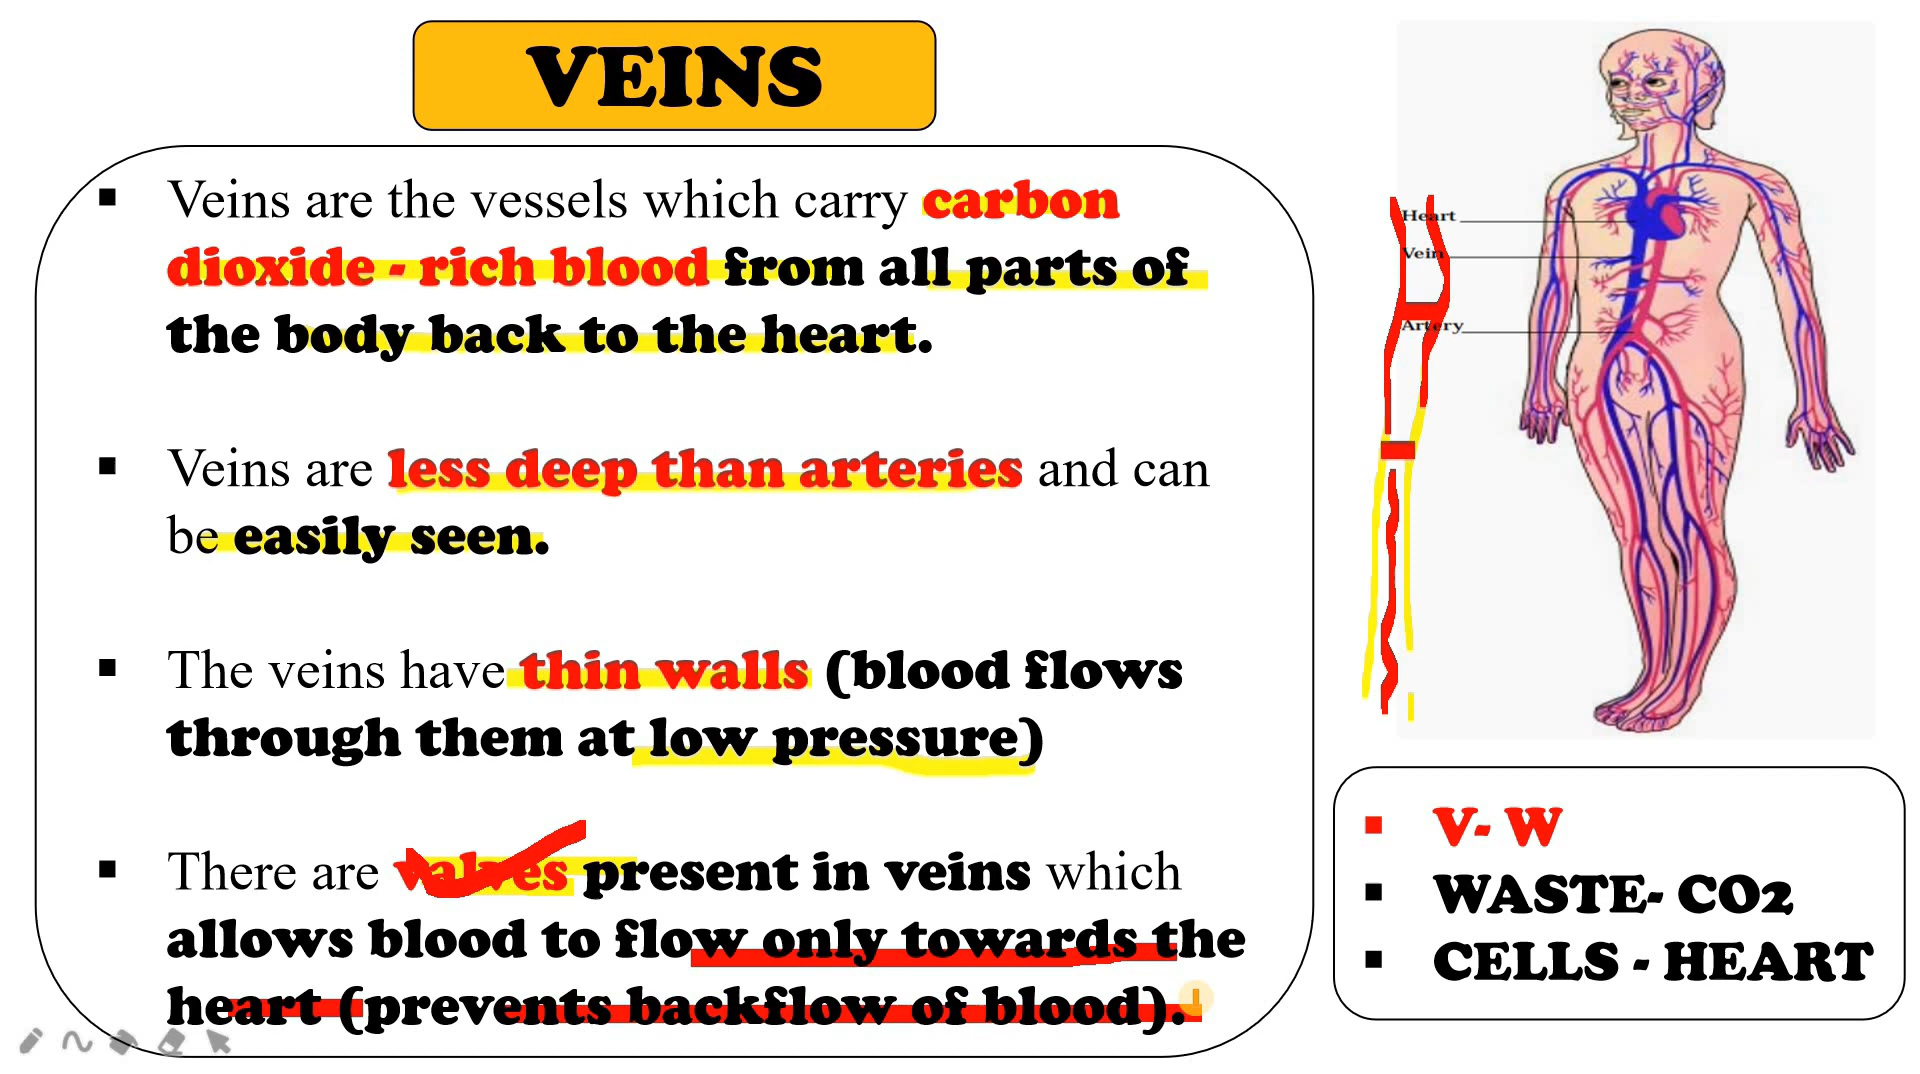 VEINS
▪ Veins are the vessels which carry carbon
dioxide - rich blood from all parts of
the body back to the heart.
▪ Veins are less deep than arteries and can
be easily seen.
▪ The veins have thin walls (blood flows
through them at low pressure)
▪ There are valves present in veins which
allows blood to flow only towards the
heart (prevents backflow of blood).
Heart
Vein
Artery
▪ V- W
▪ WASTE- CO2
▪ CELLS - HEART